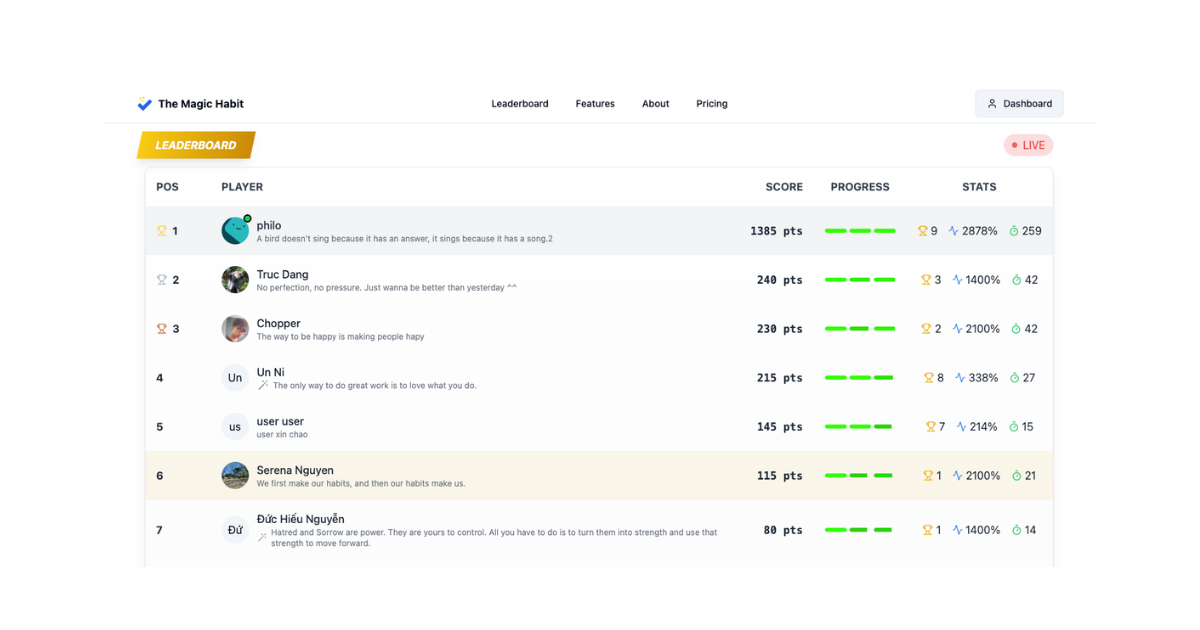 The Magic Habit
Leaderboard Features About Pricing
Dashboard
LEADERBOARD
LIVE
POS PLAYER SCORE PROGRESS STATS
1 philo 1385 pts 9 2878% 259
A bird doesn't sing because it has an answer, it sings because it has a song.2
2 Truc Dang 240 pts 3 1400% 42
No perfection, no pressure. Just wanna be better than yesterday ^^
3 Chopper 230 pts 2 2100% 42
The way to be happy is making people hapy
4 Un Un Ni 215 pts 8 338% 27
The only way to do great work is to love what you do.
5 us user user 145 pts 7 214% 15
user xin chao
6 Serena Nguyen 115 pts 1 2100% 21
We first make our habits, and then our habits make us.
7 Đứ Đức Hiếu Nguyễn 80 pts 1 1400% 14
Hatred and Sorrow are power. They are yours to control. All you have to do is to turn them into strength and use that
strength to move forward.